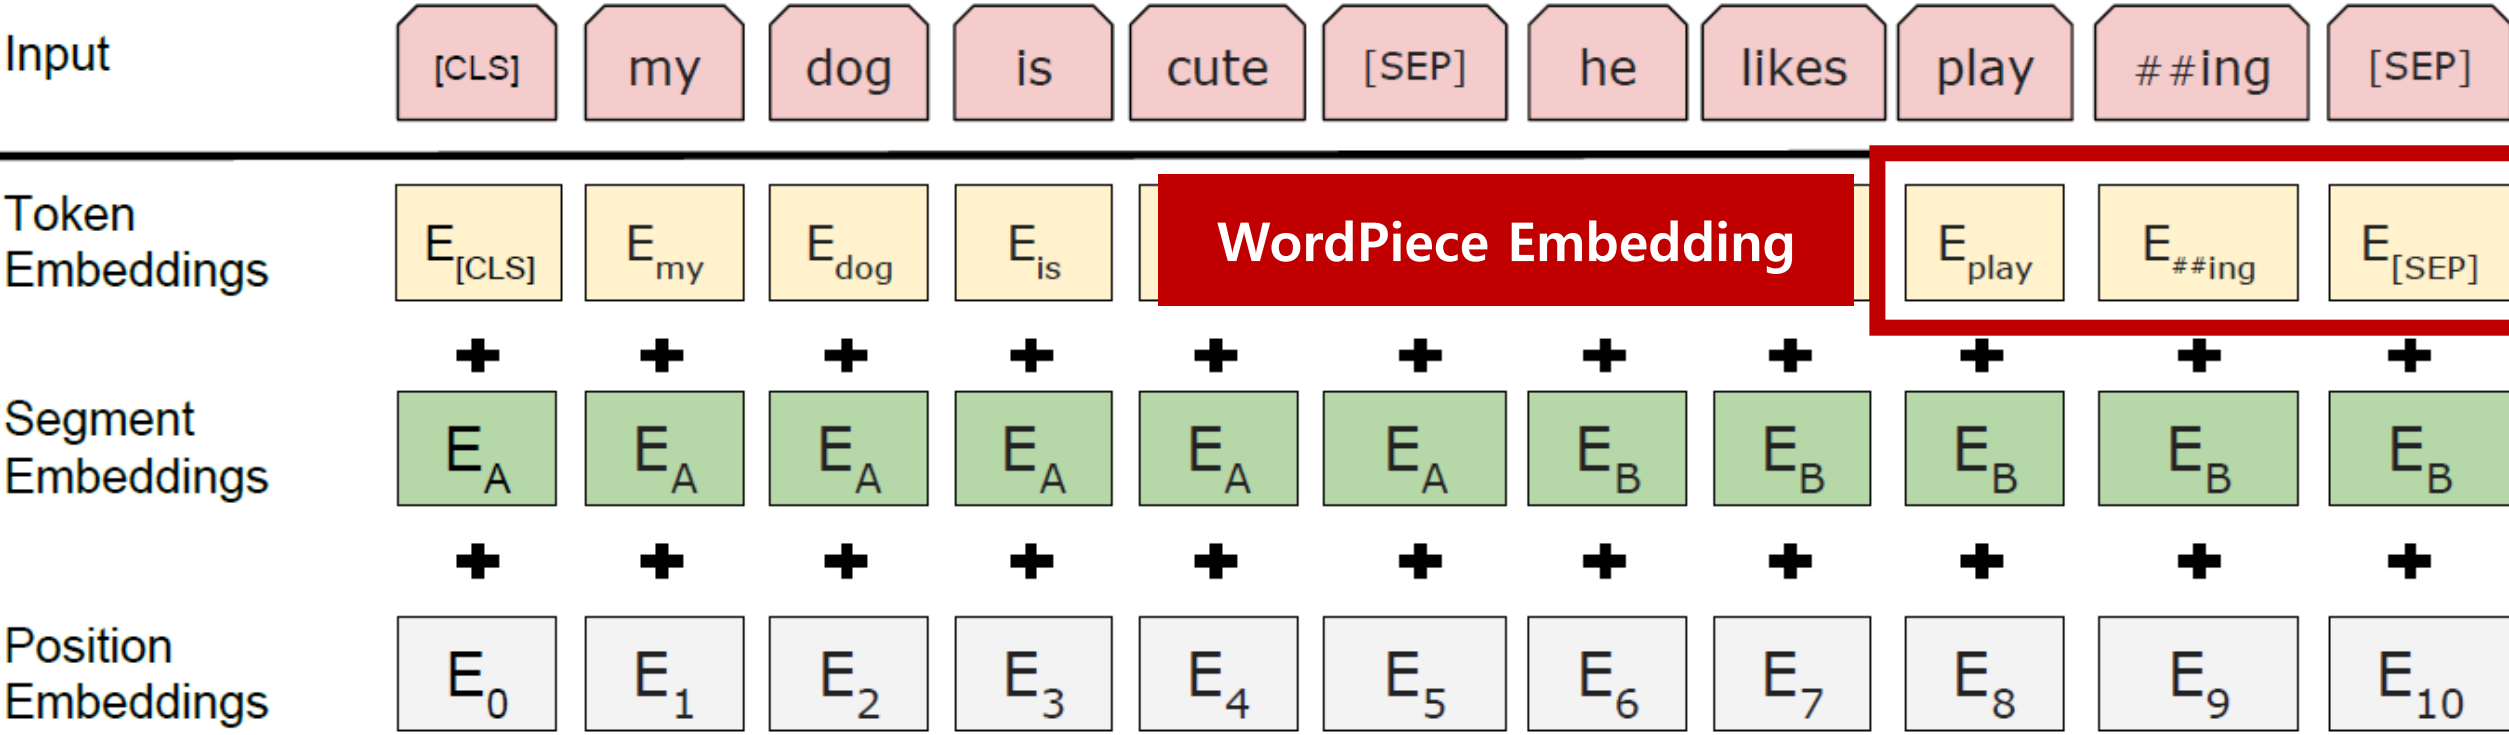 Input [CLS] my dog is cute [SEP] he likes play ##ing [SEP]
Token
Embeddings
E[CLS] Emy Edog Eis WordPiece Embedding Eplay E##ing E[SEP]
+ + + + + + + + + + +
Segment
Embeddings
EA EA EA EA EA EA EB EB EB EB EB
+ + + + + + + + + + +
Position
Embeddings
E0 E1 E2 E3 E4 E5 E6 E7 E8 E9 E10